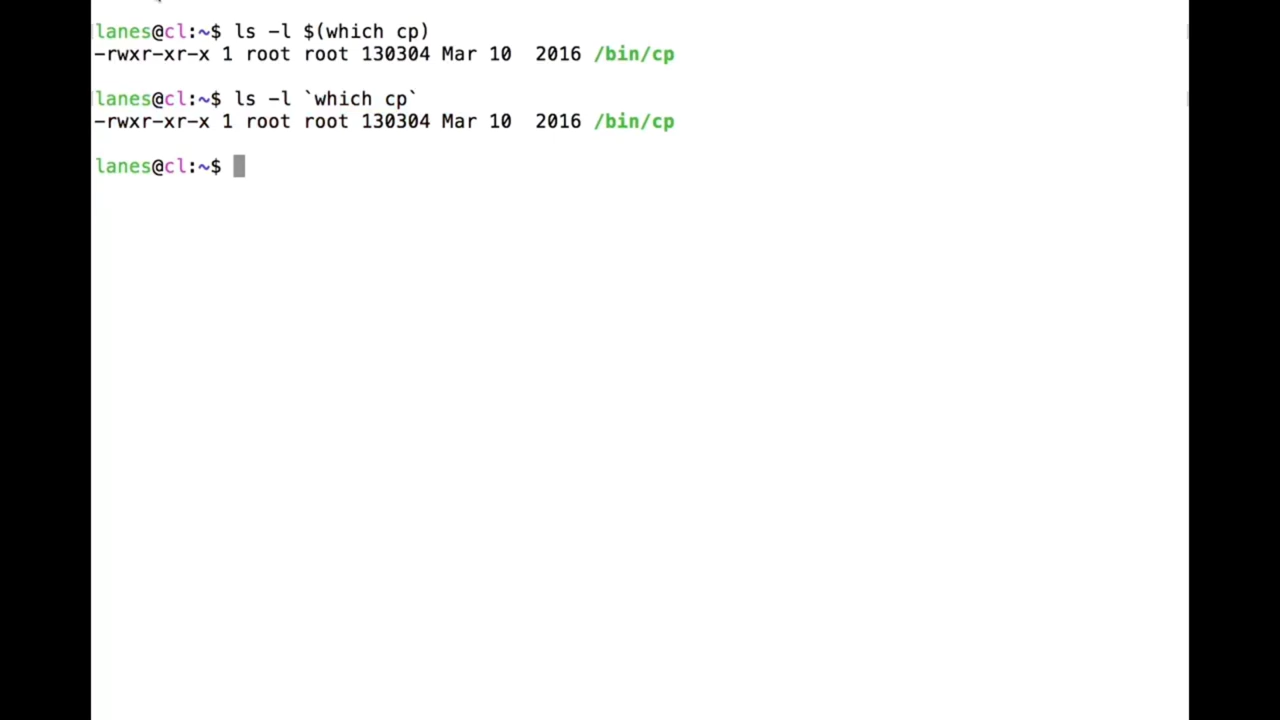 lanes@cl:~$ ls -l $(which cp)
-rwxr-xr-x 1 root root 130304 Mar 10  2016 /bin/cp
lanes@cl:~$ ls -l `which cp`
-rwxr-xr-x 1 root root 130304 Mar 10  2016 /bin/cp
lanes@cl:~$